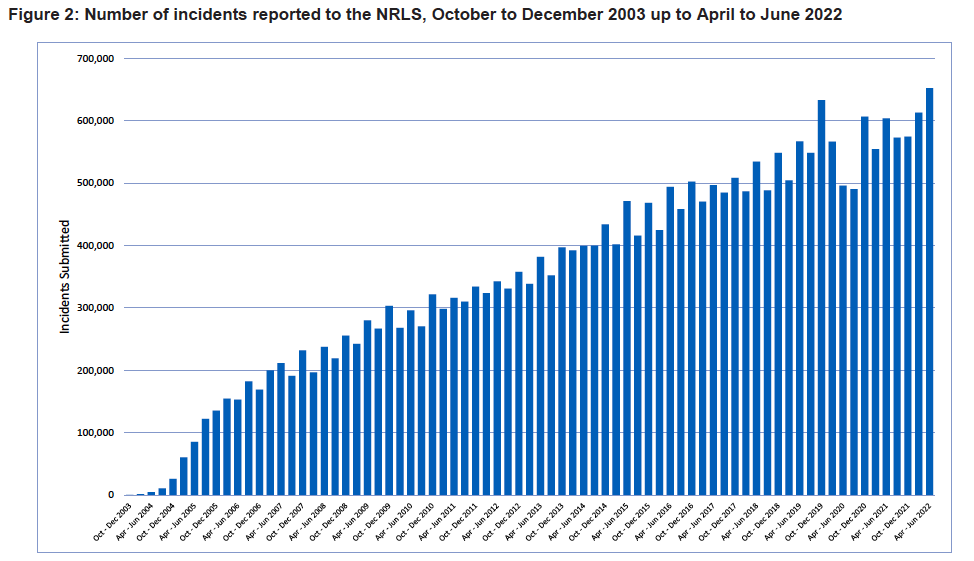 Figure 2: Number of incidents reported to the NRLS, October to December 2003 up to April to June 2022
700,000
600,000
500,000
400,000
300,000
200,000
100,000
0
Incidents Submitted
Oct - Dec 2003
Apr - Jun 2004
Oct - Dec 2004
Apr - Jun 2005
Oct - Dec 2005
Apr - Jun 2006
Oct - Dec 2006
Apr - Jun 2007
Oct - Dec 2007
Apr - Jun 2008
Oct - Dec 2008
Apr - Jun 2009
Oct - Dec 2009
Apr - Jun 2010
Oct - Dec 2010
Apr - Jun 2011
Oct - Dec 2011
Apr - Jun 2012
Oct - Dec 2012
Apr - Jun 2013
Oct - Dec 2013
Apr - Jun 2014
Oct - Dec 2014
Apr - Jun 2015
Oct - Dec 2015
Apr - Jun 2016
Oct - Dec 2016
Apr - Jun 2017
Oct - Dec 2017
Apr - Jun 2018
Oct - Dec 2018
Apr - Jun 2019
Oct - Dec 2019
Apr - Jun 2020
Oct - Dec 2020
Apr - Jun 2021
Oct - Dec 2021
Apr - Jun 2022